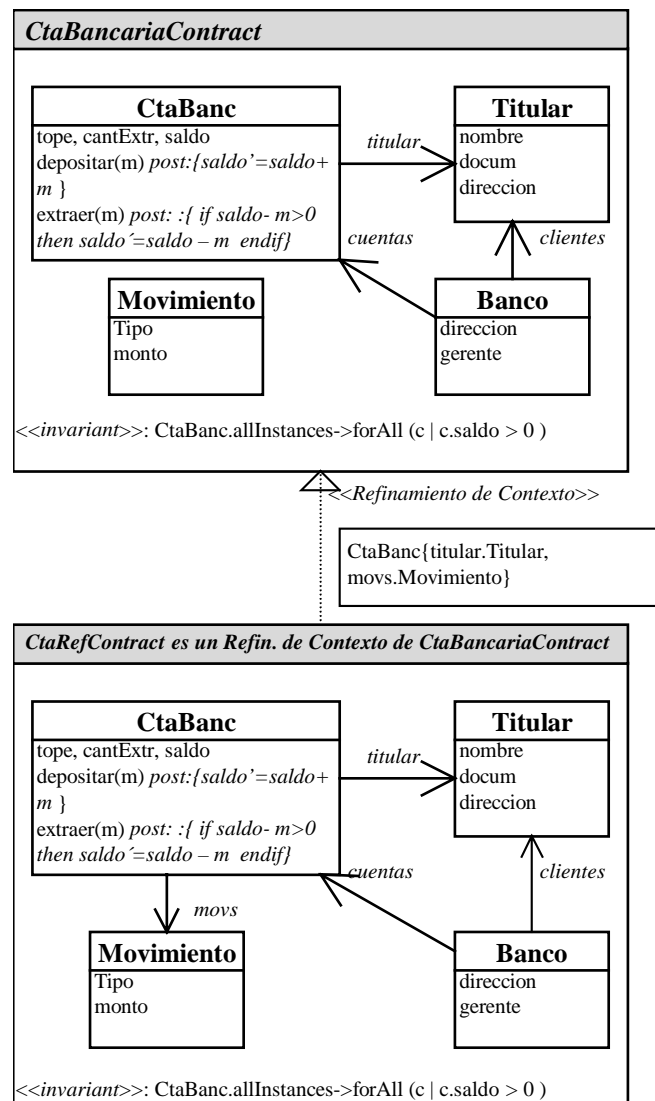 CtaBancariaContract
CtaBanc
tope, cantExtr, saldo
depositar(m) post:{saldo’=saldo+
m }
extraer(m) post: :{ if saldo- m>0
then saldo´=saldo – m endif}
titular
Titular
nombre
docum
direccion
cuentas
clientes
Movimiento
Tipo
monto
Banco
direccion
gerente
<<invariant>>: CtaBanc.allInstances->forAll (c | c.saldo > 0 )
<<Refinamiento de Contexto>>
CtaBanc{titular.Titular,
movs.Movimiento}
CtaRefContract es un Refin. de Contexto de CtaBancariaContract
CtaBanc
tope, cantExtr, saldo
depositar(m) post:{saldo’=saldo+
m }
extraer(m) post: :{ if saldo- m>0
then saldo´=saldo – m endif}
titular
Titular
nombre
docum
direccion
cuentas
clientes
movs
Movimiento
Tipo
monto
Banco
direccion
gerente
<<invariant>>: CtaBanc.allInstances->forAll (c | c.saldo > 0 )